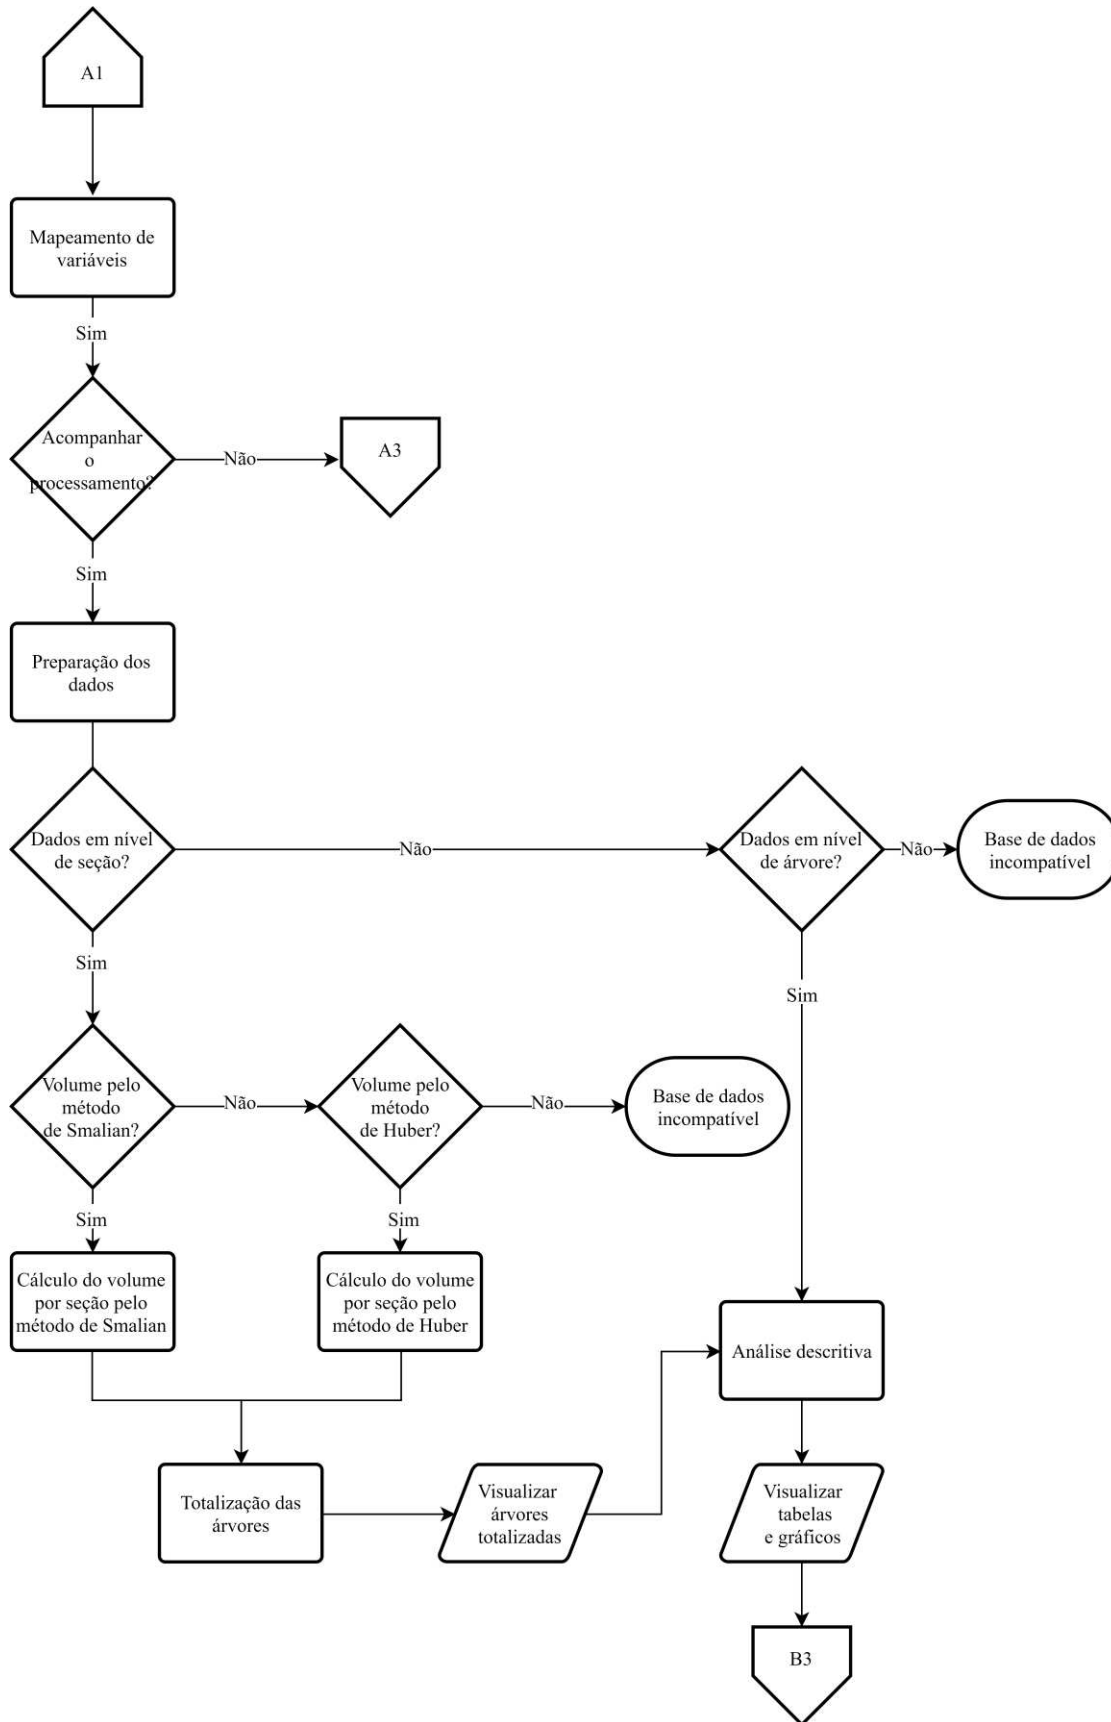 A1
Mapeamento de
variáveis
Sim
Acompanhar
o
processamento?
Não
A3
Sim
Preparação dos
dados
Dados em nível
de seção?
Não
Dados em nível
de árvore?
Não
Base de dados
incompatível
Sim
Sim
Volume pelo
método
de Smalian?
Não
Volume pelo
método
de Huber?
Não
Base de dados
incompatível
Sim
Sim
Cálculo do volume
por seção pelo
método de Smalian
Cálculo do volume
por seção pelo
método de Huber
Análise descritiva
Totalização das
árvores
Visualizar
árvores
totalizadas
Visualizar
tabelas
e gráficos
B3